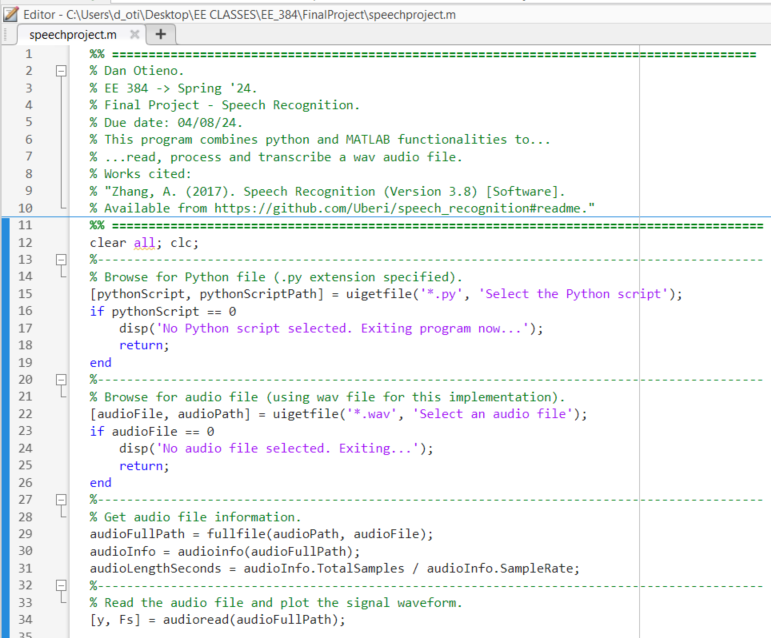 Editor - C:\Users\d_oti\Desktop\EE CLASSES\EE_384\FinalProject\speechproject.m
speechproject.m × +
1 %% =========================================================================================
2 % Dan Otieno.
3 % EE 384 -> Spring '24.
4 % Final Project - Speech Recognition.
5 % Due date: 04/08/24.
6 % This program combines python and MATLAB functionalities to...
7 % ...read, process and transcribe a wav audio file.
8 % Works cited:
9 % "Zhang, A. (2017). Speech Recognition (Version 3.8) [Software].
10 % Available from https://github.com/Uberi/speech_recognition#readme."
11 %% ==========================================================================================
12 clear all; clc;
13 %--------------------------------------------------------------------------------------------
14 % Browse for Python file (.py extension specified).
15 [pythonScript, pythonScriptPath] = uigetfile('*.py', 'Select the Python script');
16 if pythonScript == 0
17 disp('No Python script selected. Exiting program now...');
18 return;
19 end
20 %--------------------------------------------------------------------------------------------
21 % Browse for audio file (using wav file for this implementation).
22 [audioFile, audioPath] = uigetfile('*.wav', 'Select an audio file');
23 if audioFile == 0
24 disp('No audio file selected. Exiting...');
25 return;
26 end
27 %--------------------------------------------------------------------------------------------
28 % Get audio file information.
29 audioFullPath = fullfile(audioPath, audioFile);
30 audioInfo = audioinfo(audioFullPath);
31 audioLengthSeconds = audioInfo.TotalSamples / audioInfo.SampleRate;
32 %--------------------------------------------------------------------------------------------
33 % Read the audio file and plot the signal waveform.
34 [y, Fs] = audioread(audioFullPath);
35